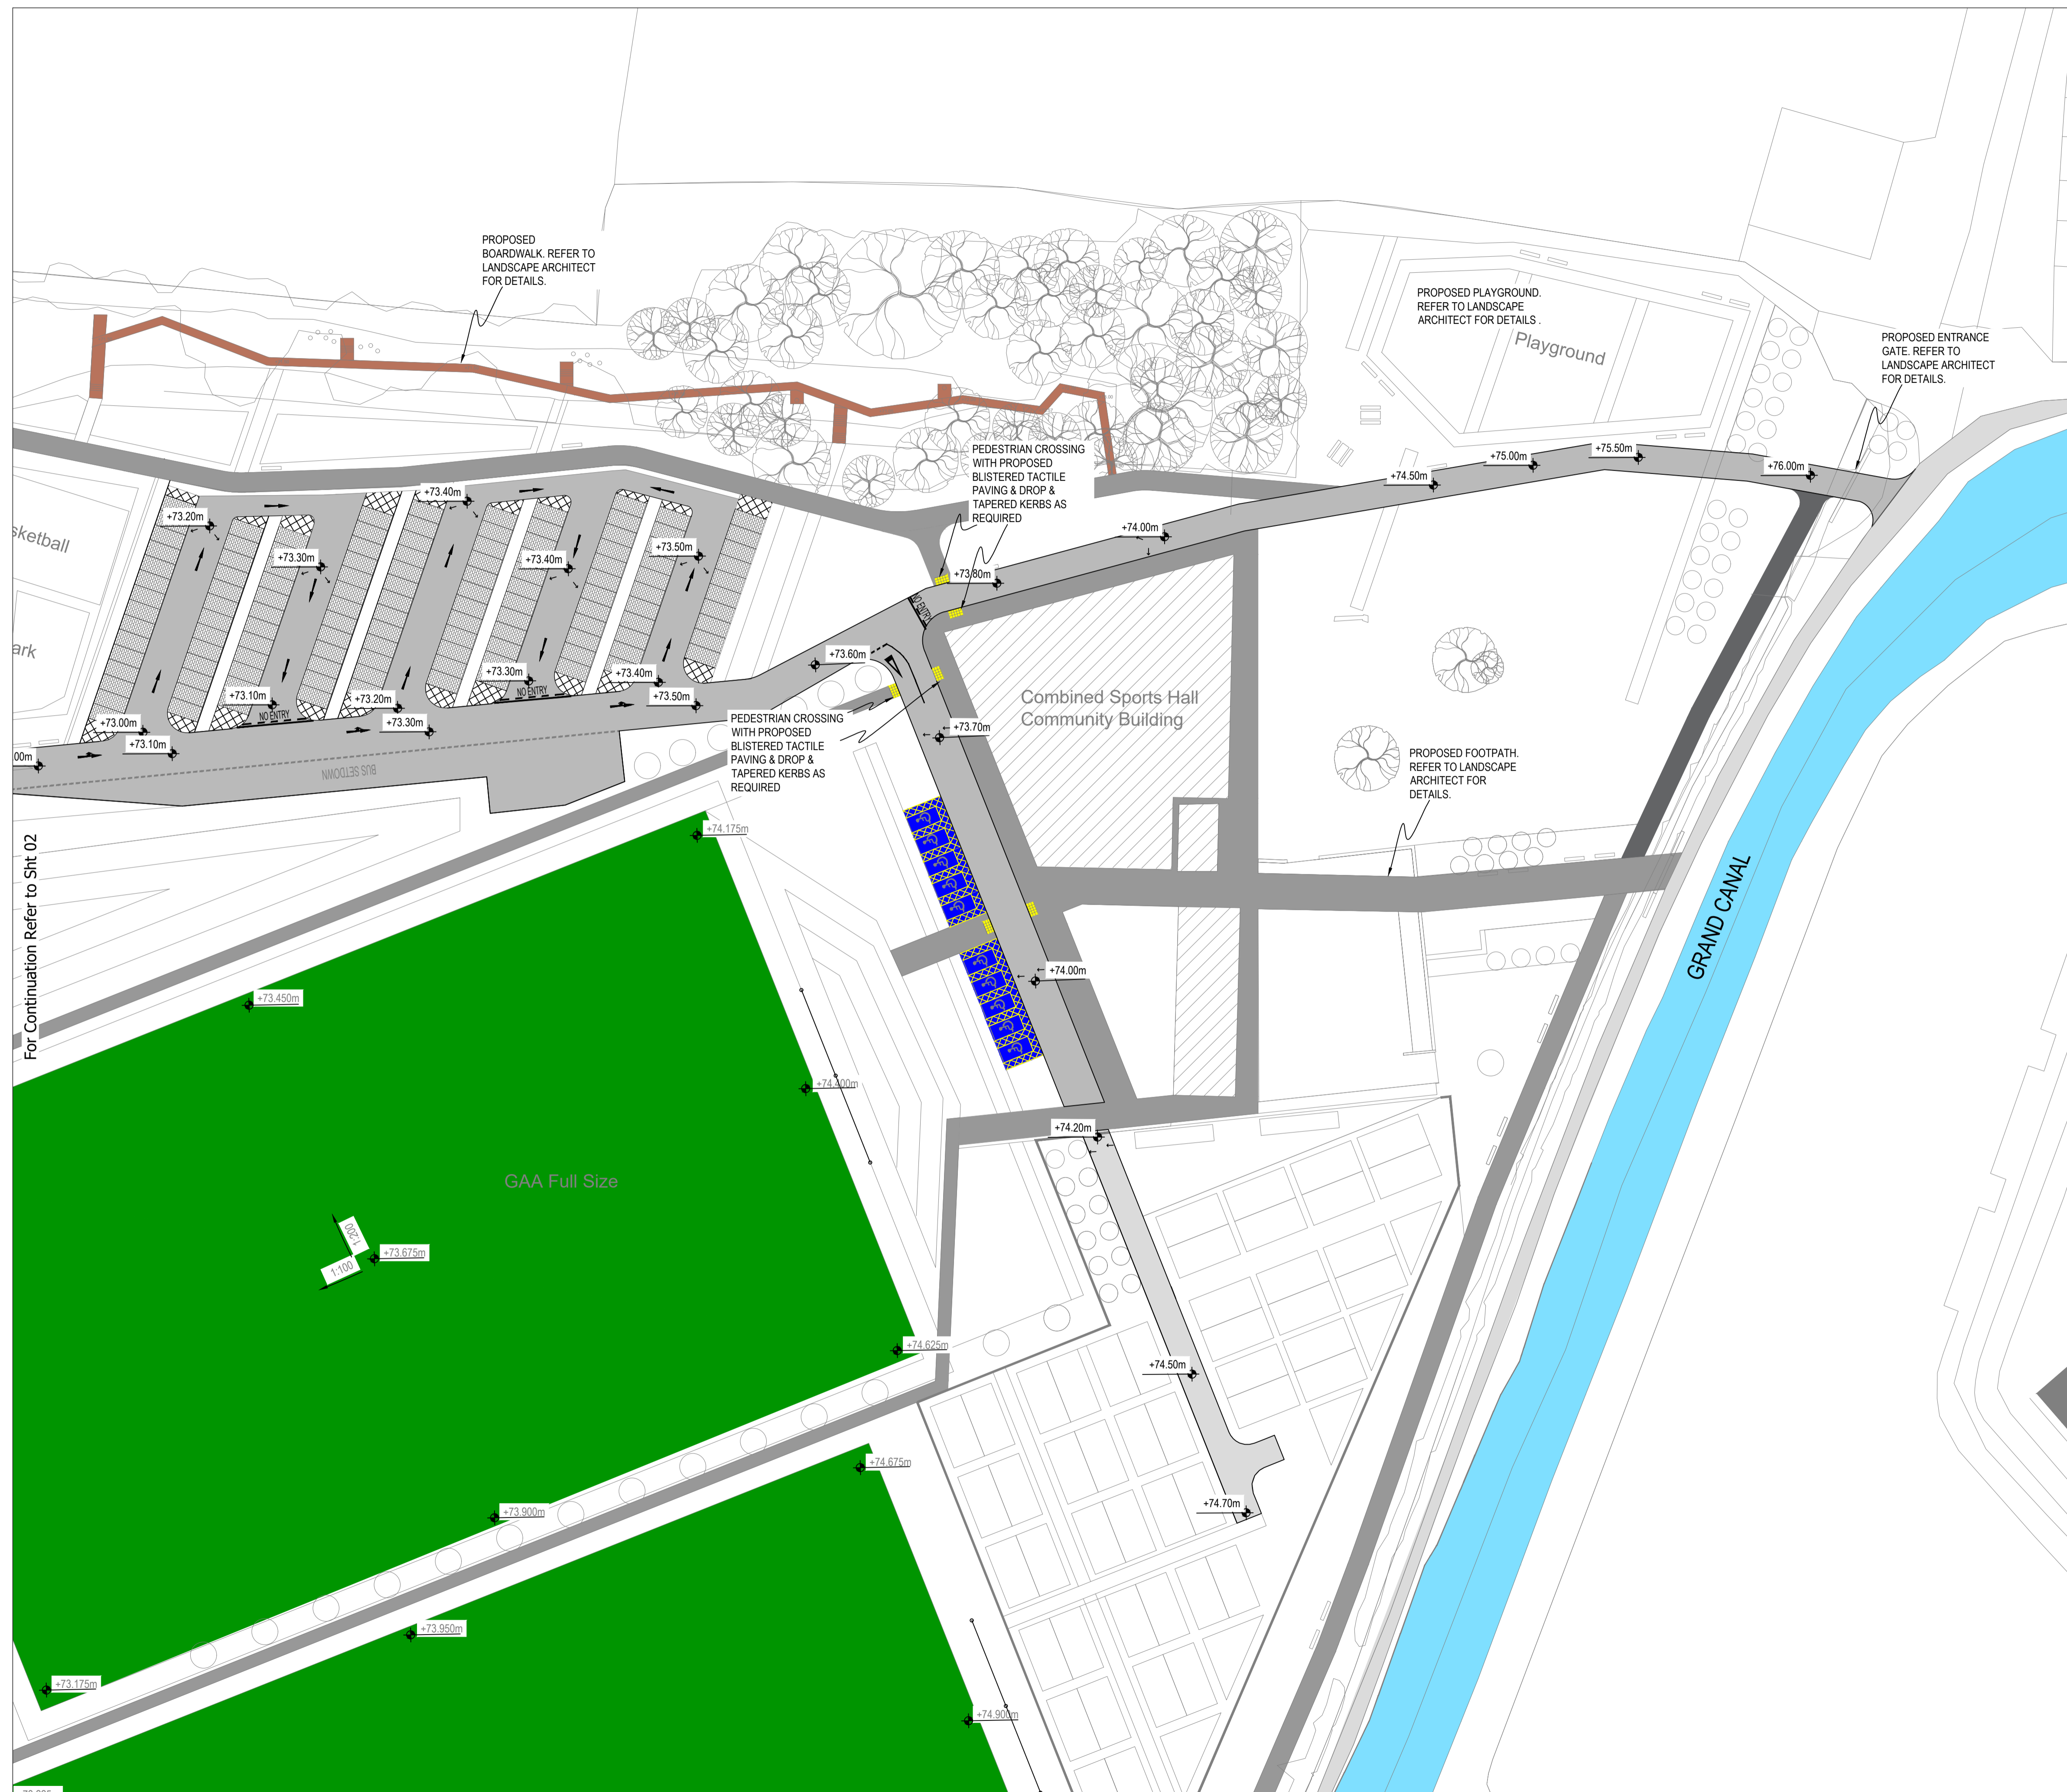 PROPOSED
BOARDWALK. REFER TO
LANDSCAPE ARCHITECT
FOR DETAILS.
PROPOSED PLAYGROUND.
REFER TO LANDSCAPE
ARCHITECT FOR DETAILS .
Playground
PROPOSED ENTRANCE
GATE. REFER TO
LANDSCAPE ARCHITECT
FOR DETAILS.
PEDESTRIAN CROSSING
WITH PROPOSED
BLISTERED TACTILE
PAVING & DROP &
TAPERED KERBS AS
REQUIRED
+75.50m
+75.00m
+76.00m
+74.50m
+74.00m
+73.80m
+73.40m
+73.20m
+73.30m
+73.40m
+73.50m
sketball
ark
NO ENTRY
+73.60m
+73.30m
+73.40m
+73.10m
+73.20m
+73.50m
NO ENTRY
NO ENTRY
+73.00m
+73.30m
+73.10m
00m
BUS SETDOWN
Combined Sports Hall
Community Building
+73.70m
PEDESTRIAN CROSSING
WITH PROPOSED
BLISTERED TACTILE
PAVING & DROP &
TAPERED KERBS AS
REQUIRED
PROPOSED FOOTPATH.
REFER TO LANDSCAPE
ARCHITECT FOR
DETAILS.
+74.175m
For Continuation Refer to Sht 02
GRAND CANAL
+74.00m
+73.450m
+74.400m
+74.20m
GAA Full Size
1:200
+73.675m
1:100
+74.625m
+74.50m
+74.675m
+74.70m
+73.900m
+73.950m
+73.175m
+74.900m